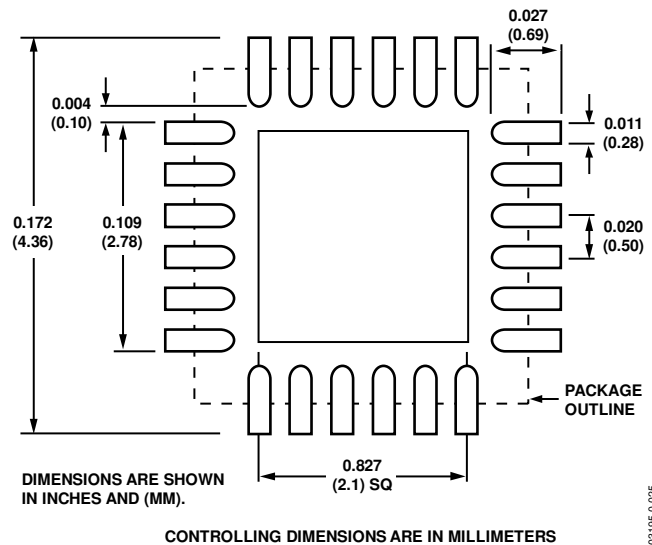 0.027
(0.69)
0.004
(0.10)
0.011
(0.28)
0.172
(4.36)
0.109
(2.78)
0.020
(0.50)
PACKAGE
OUTLINE
0.827
(2.1) SQ
DIMENSIONS ARE SHOWN
IN INCHES AND (MM).
CONTROLLING DIMENSIONS ARE IN MILLIMETERS